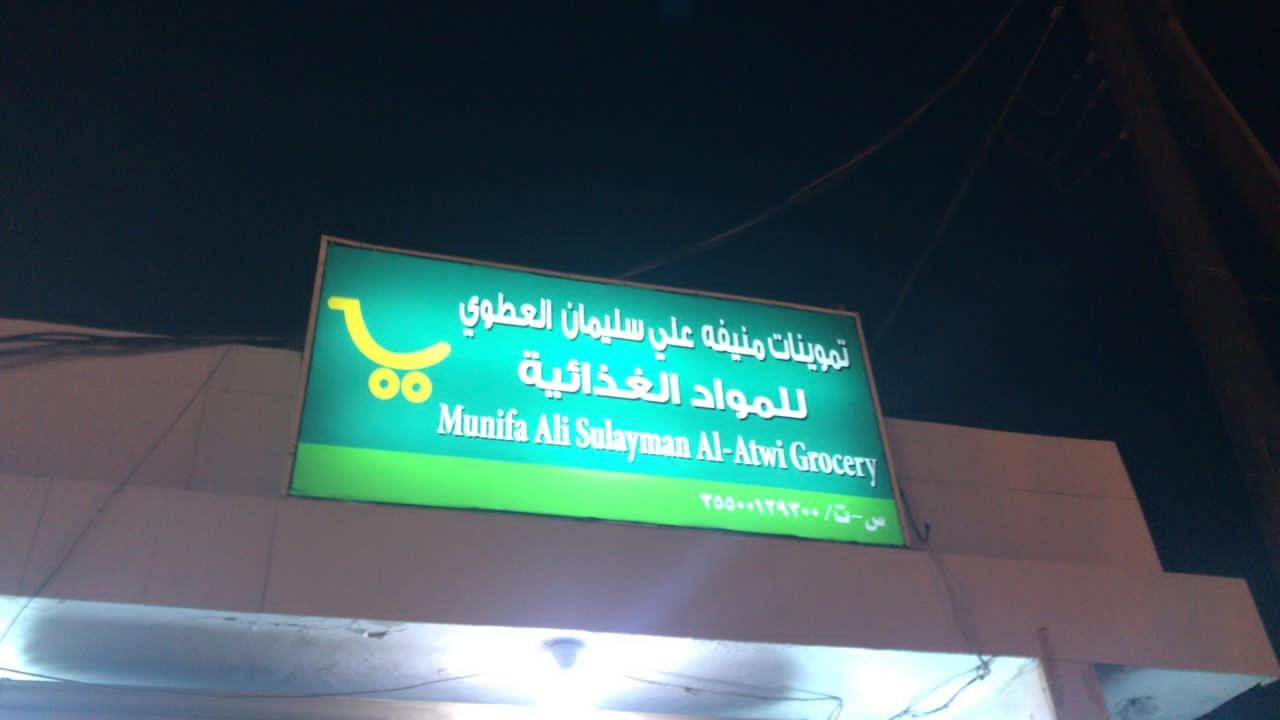 تموينات منيفه علي سليمان العطوي
للمواد الغذائية
Munifa Ali Sulayman Al-Atwi Grocery
س-ت/ ٣٥٥٠٠١٢٩٣٠٠